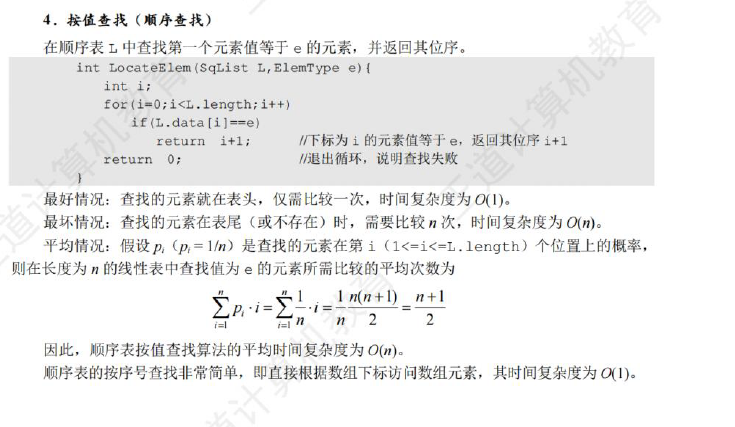 4．按值查找（顺序查找）
在顺序表 L 中查找第一个元素值等于 e 的元素，并返回其位序。
int LocateElem(SqList L,ElemType e){
int i;
for(i=0;i<L.length;i++)
if(L.data[i]==e)
return i+1; //下标为 i 的元素值等于 e，返回其位序 i+1
return 0; //退出循环，说明查找失败
}
最好情况：查找的元素就在表头，仅需比较一次，时间复杂度为 O(1)。
最坏情况：查找的元素在表尾（或不存在）时，需要比较 n 次，时间复杂度为 O(n)。
平均情况：假设 pᵢ（pᵢ = 1/n）是查找的元素在第 i（1<=i<=L.length）个位置上的概率，
则在长度为 n 的线性表中查找值为 e 的元素所需比较的平均次数为
∑_{i=1}^{n} pᵢ · i = ∑_{i=1}^{n} 1/n · i = 1/n n(n+1)/2 = n+1/2
因此，顺序表按值查找算法的平均时间复杂度为 O(n)。
顺序表的按序号查找非常简单，即直接根据数组下标访问数组元素，其时间复杂度为 O(1)。